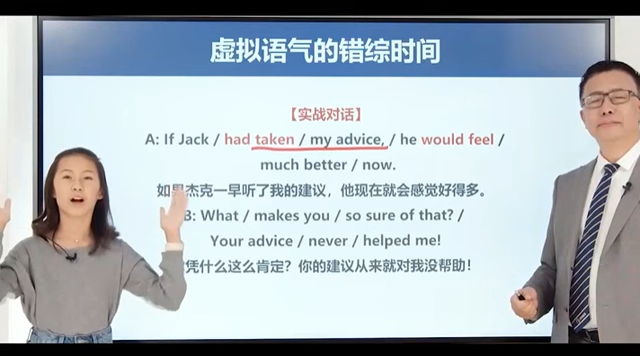 虚拟语气的错综时间
【实战对话】
A: If Jack / had taken / my advice, / he would feel /
much better / now.
如果杰克一早听了我的建议，他现在就会感觉好得多。
B: What / makes you / so sure of that? /
Your advice / never / helped me!
凭什么这么肯定？你的建议从来就对我没帮助！